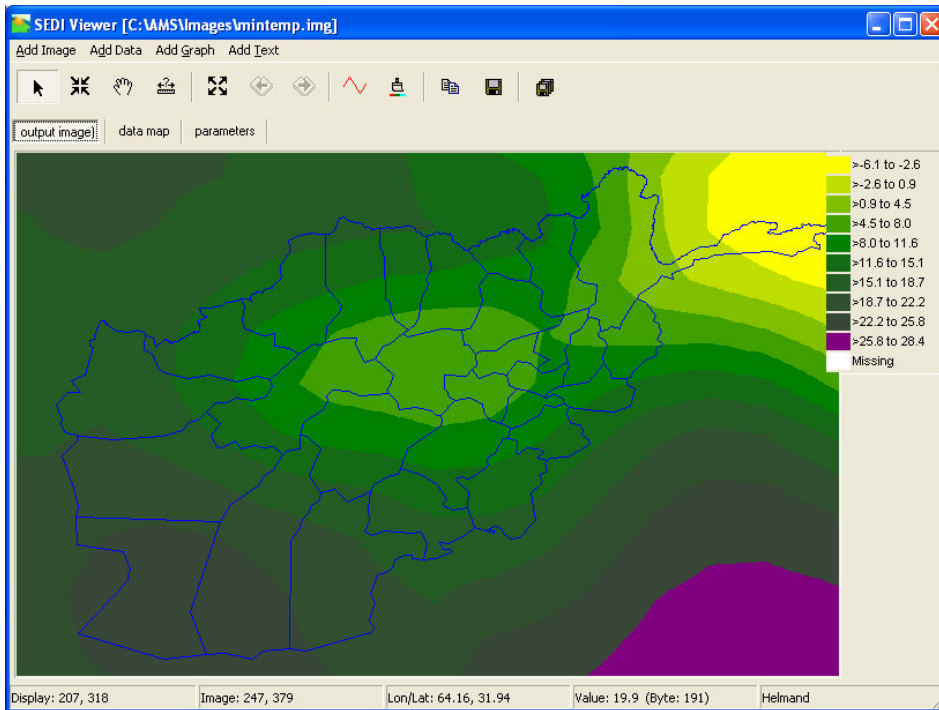 SEDI Viewer [C:\AMS\Images\mintemp.img]
Add Image Add Data Add Graph Add Text
output image) data map parameters
>-6.1 to -2.6
>-2.6 to 0.9
>0.9 to 4.5
>4.5 to 8.0
>8.0 to 11.6
>11.6 to 15.1
>15.1 to 18.7
>18.7 to 22.2
>22.2 to 25.8
>25.8 to 28.4
Missing
Display: 207, 318 Image: 247, 379 Lon/Lat: 64.16, 31.94 Value: 19.9 (Byte: 191) Helmand